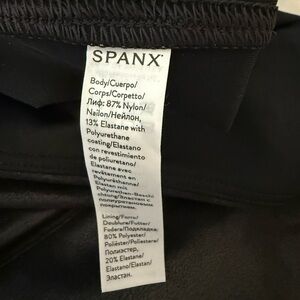 SPANX
Body/Cuerpo/
Corps/Corpetto/
Лиф: 87% Nylon/
Nailon/Нейлон,
13% Elastane with
Polyurethane
coating/Elastano
con revestimiento
de poliuretano/
Elastane avec
revêtement en
Polyuréthanne/
Elastan mit
Polyurethan-Beschi
chtung/Эластан с
полиуретановым
покрытием.
Lining/Forro/
Doublure/Futter/
Fodera/Подкладка:
80% Polyester/
Poliéster/Poliestere/
Полиэстер,
20% Elastane/
Elastano/Elastan/
Эластан.